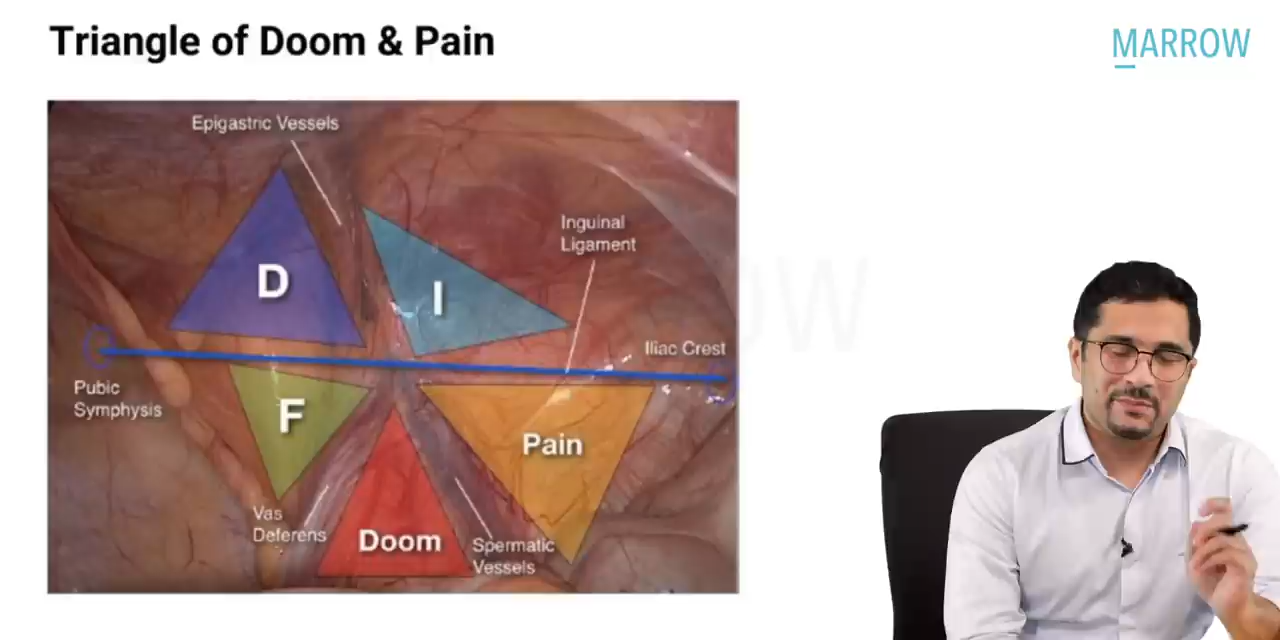 Triangle of Doom & Pain
MARROW
Epigastric Vessels
Inguinal
Ligament
D
I
Iliac Crest
Pubic
Symphysis
F
Pain
Vas
Deferens
Doom
Spermatic
Vessels